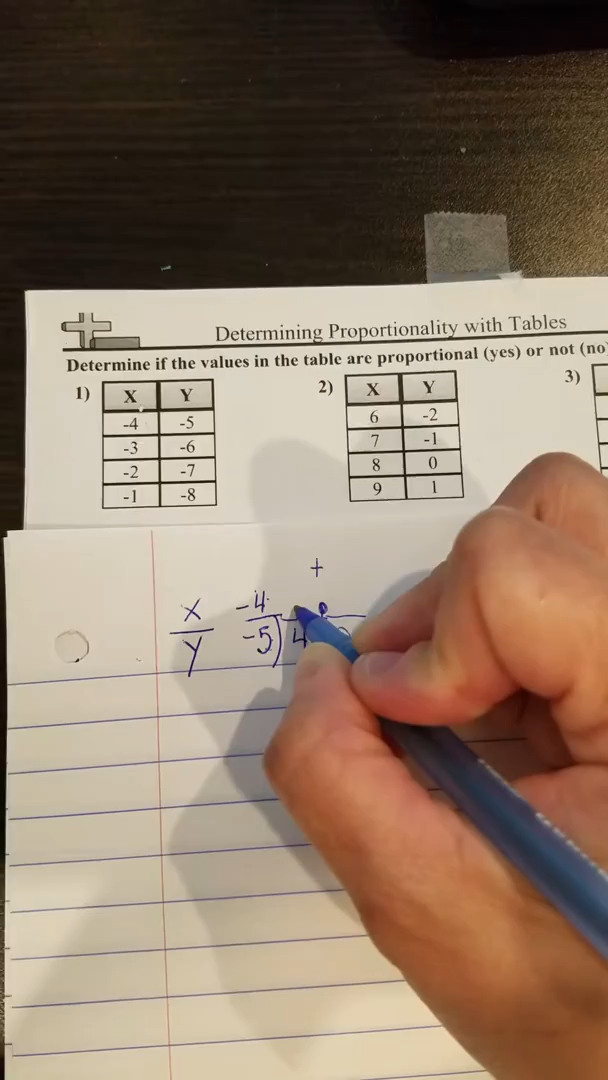 Determining Proportionality with Tables
Determine if the values in the table are proportional (yes) or not (no
1) 2) 3)
X Y
-4 -5
-3 -6
-2 -7
-1 -8
X Y
6 -2
7 -1
8 0
9 1
+
x -4
y -5) 4